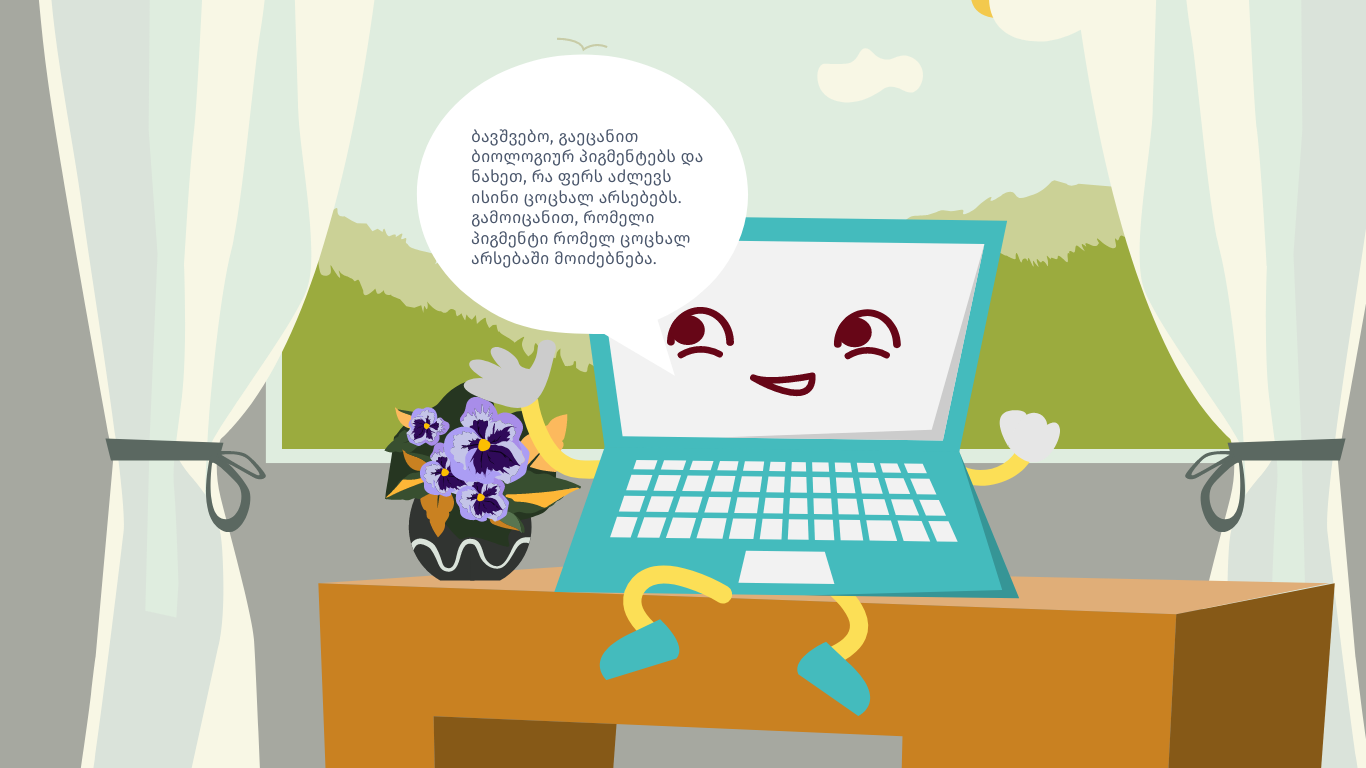 ბავშვებო, გაეცანით
ბიოლოგიურ პიგმენტებს და
ნახეთ, რა ფერს აძლევს
ისინი ცოცხალ არსებებს.
გამოიცანით, რომელი
პიგმენტი რომელ ცოცხალ
არსებაში მოიძებნება.